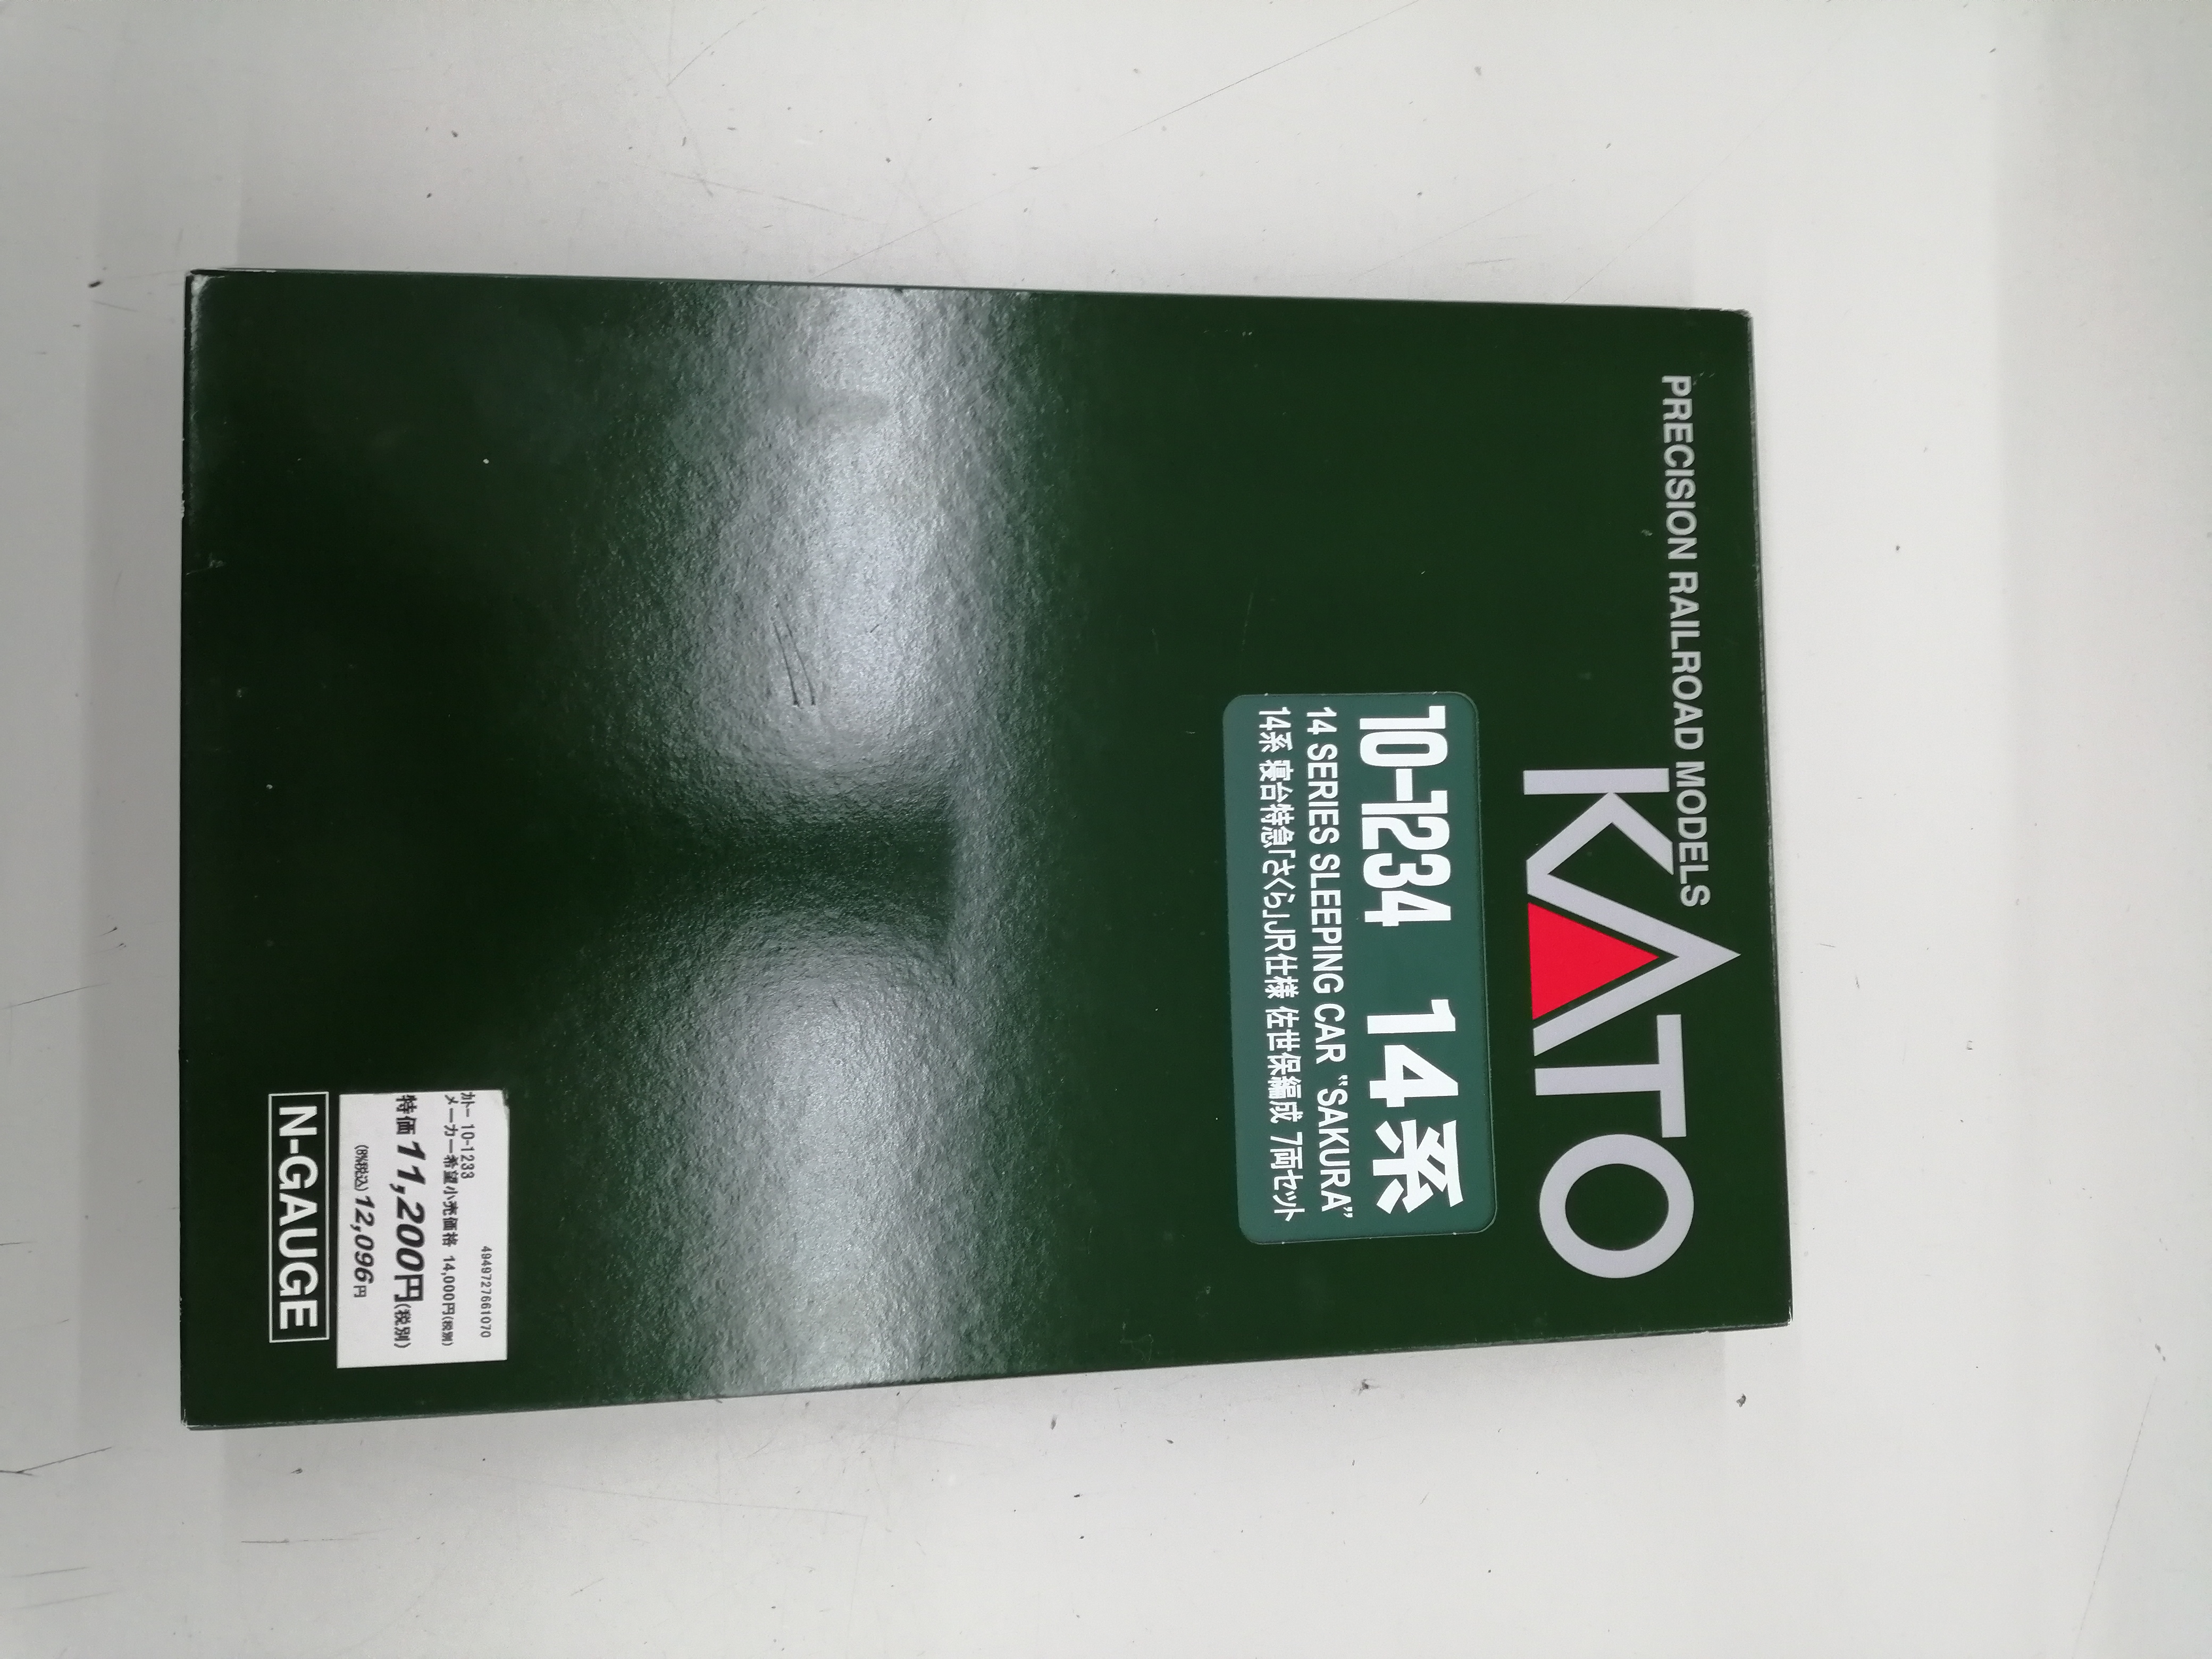 PRECISION RAILROAD MODELS
KATO
10-1234 14系
14 SERIES SLEEPING CAR “SAKURA”
14系 寝台特急「さくら」JR仕様 佐世保編成 7両セット
4949727661070
カトー 10-1233
メーカー希望小売価格 14,000円(税別)
特価 11,200円(税別)
(8%税込) 12,096円
N-GAUGE